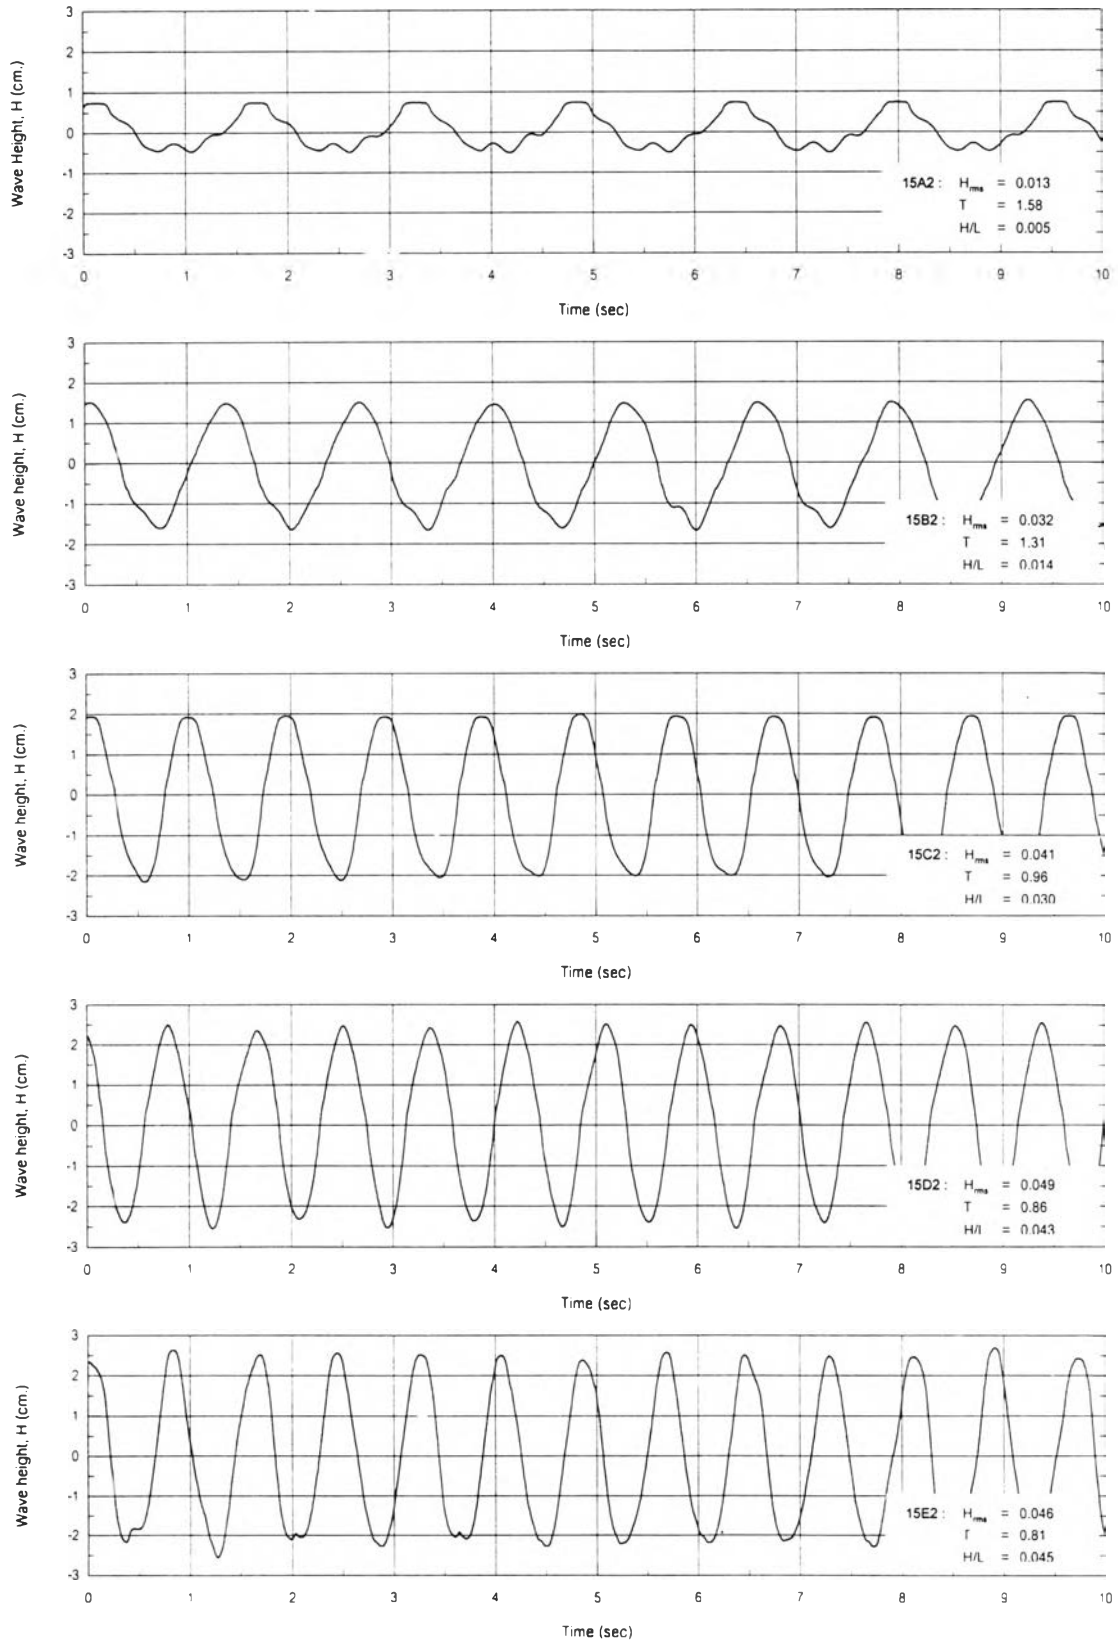 Wave Height, H (cm.)
3
2
1
0
-1
-2
-3
15A2 : Hrms = 0.013
T = 1.58
H/L = 0.005
0 1 2 3 4 5 6 7 8 9 10
Time (sec)
Wave height, H (cm.)
3
2
1
0
-1
-2
-3
15B2 : Hrms = 0.032
T = 1.31
H/L = 0.014
0 1 2 3 4 5 6 7 8 9 10
Time (sec)
Wave height, H (cm.)
3
2
1
0
-1
-2
-3
15C2 : Hrms = 0.041
T = 0.96
H/L = 0.030
0 1 2 3 4 5 6 7 8 9 10
Time (sec)
Wave height, H (cm.)
3
2
1
0
-1
-2
-3
15D2 : Hrms = 0.049
T = 0.86
H/L = 0.043
0 1 2 3 4 5 6 7 8 9 10
Time (sec)
Wave height, H (cm.)
3
2
1
0
-1
-2
-3
15E2 : Hrms = 0.046
T = 0.81
H/L = 0.045
0 1 2 3 4 5 6 7 8 9 10
Time (sec)